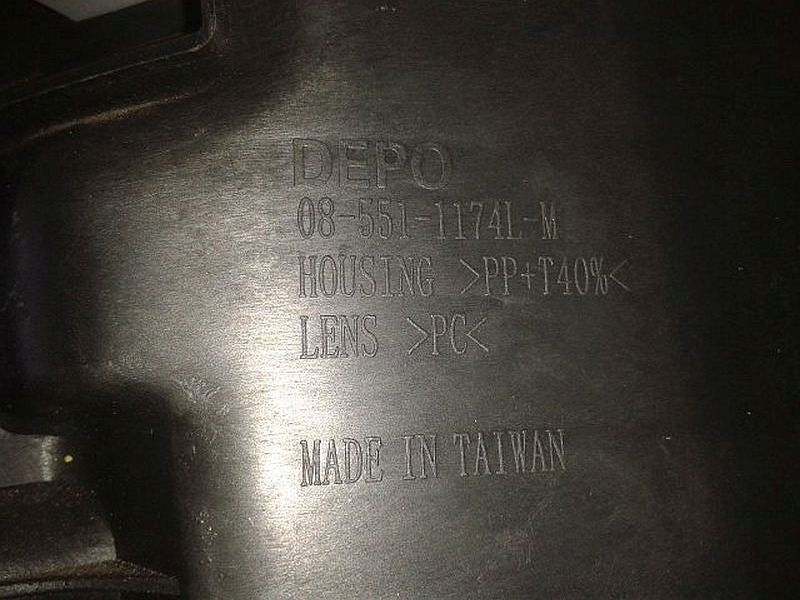 DEPO
08-551-1174L-M
HOUSING >PP+T40%<
LENS >PC<
MADE IN TAIWAN